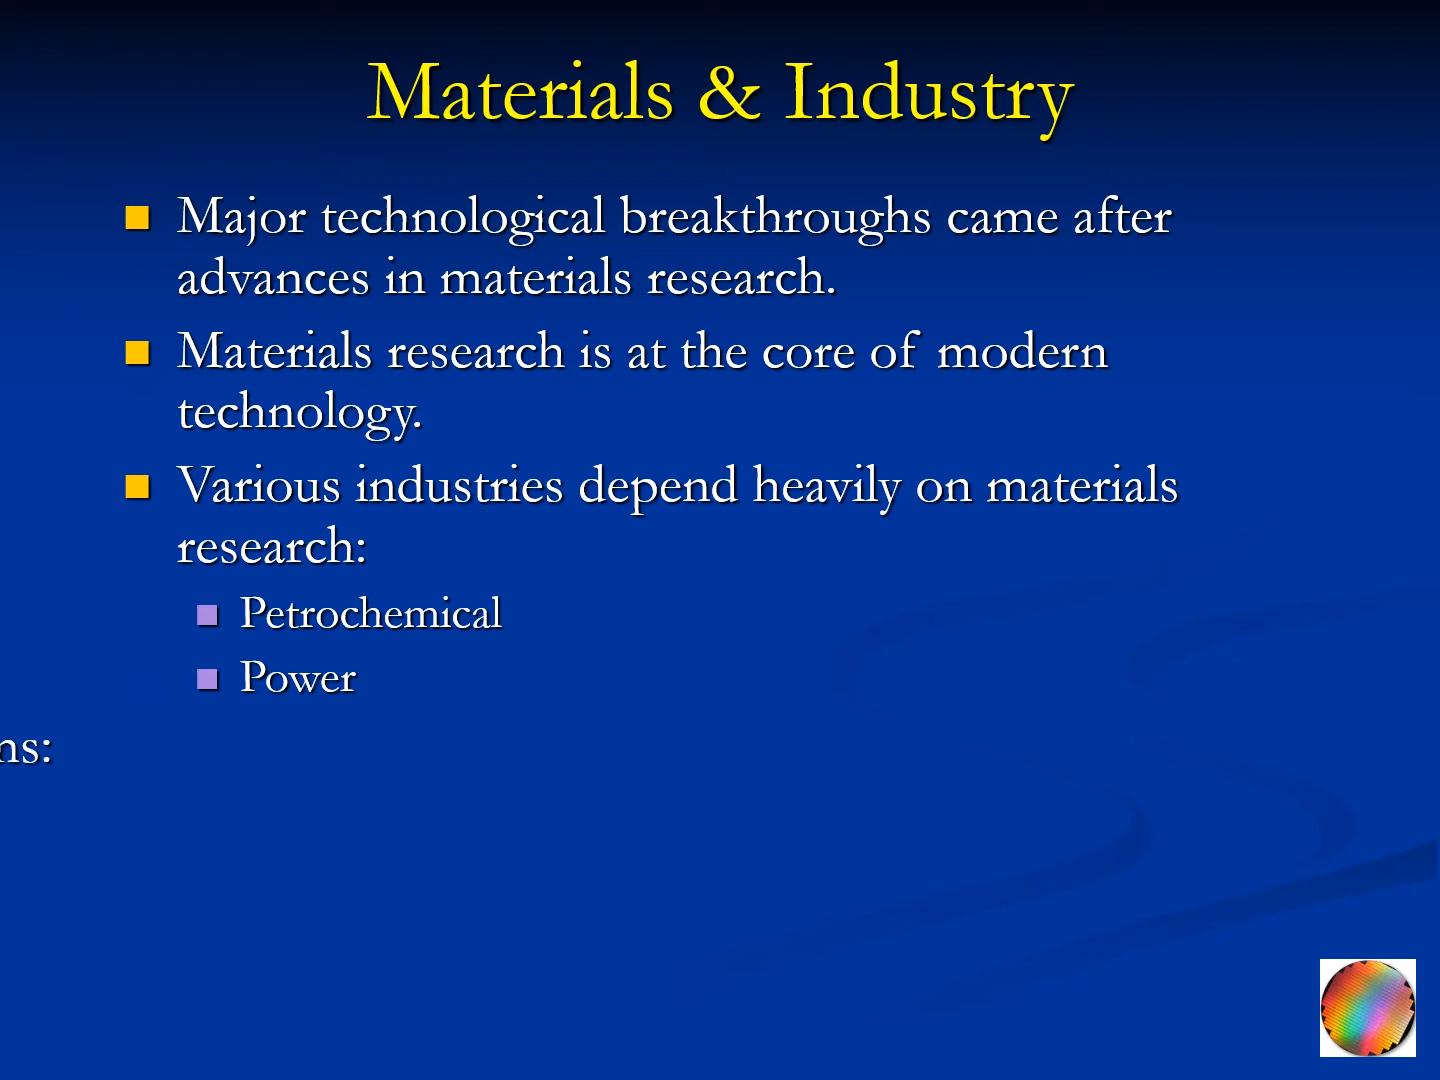 Materials & Industry
Major technological breakthroughs came after
advances in materials research.
Materials research is at the core of modern
technology.
Various industries depend heavily on materials
research:
Petrochemical
Power
ns: